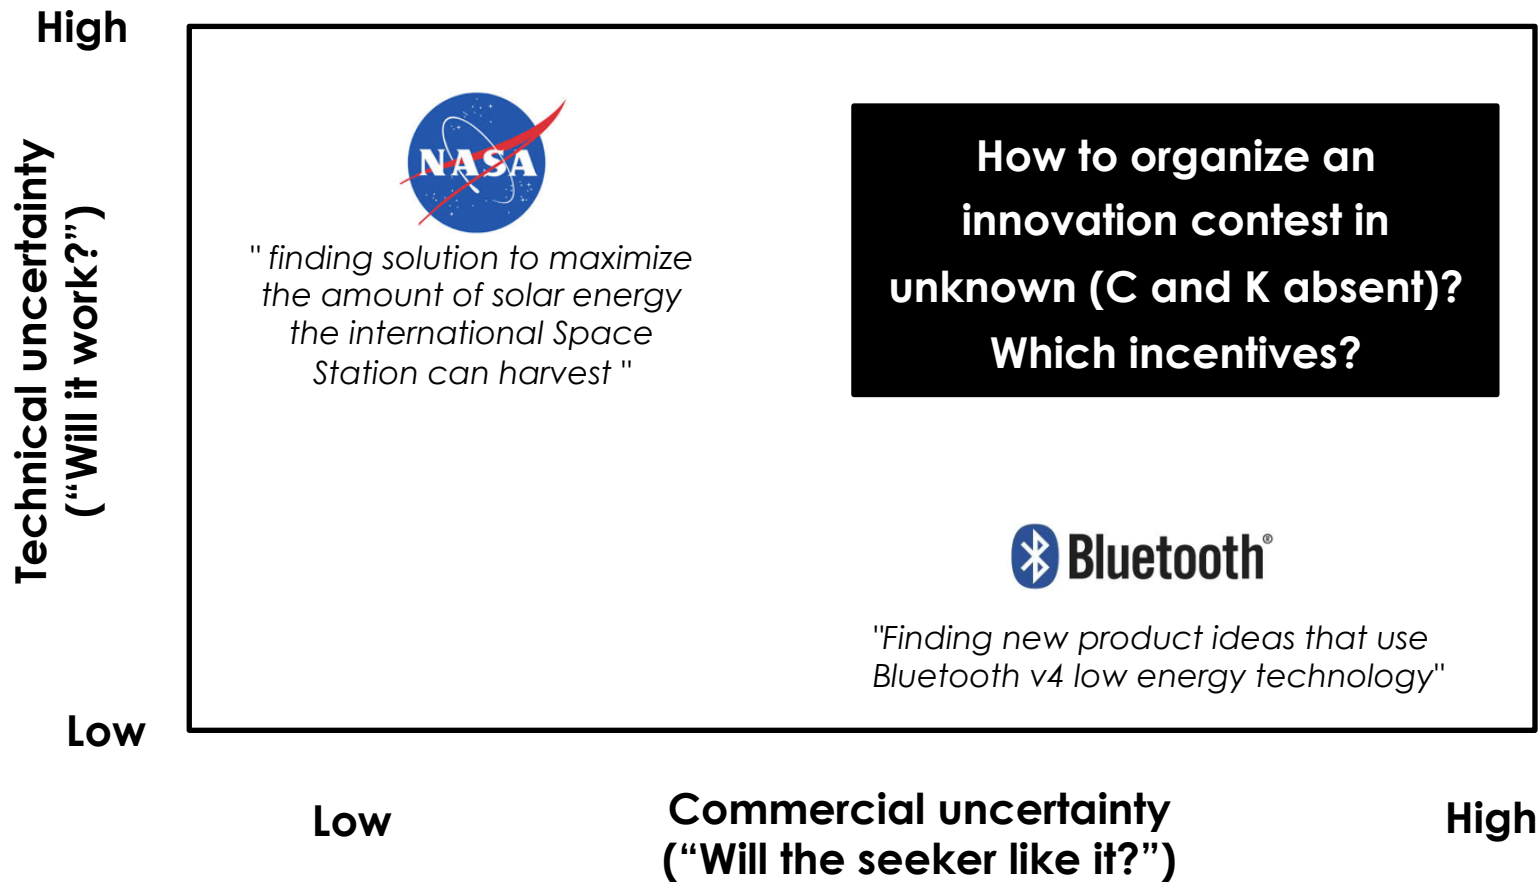 High
Technical uncertainty
(“Will it work?”)
NASA
" finding solution to maximize
the amount of solar energy
the international Space
Station can harvest "
How to organize an
innovation contest in
unknown (C and K absent)?
Which incentives?
Bluetooth®
"Finding new product ideas that use
Bluetooth v4 low energy technology"
Low
Low
Commercial uncertainty
(“Will the seeker like it?”)
High